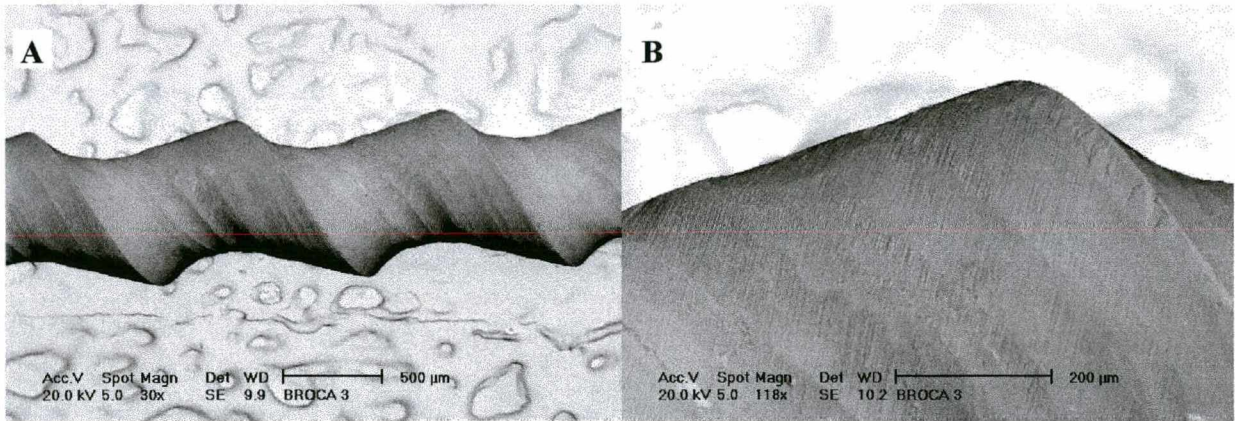 A
B
Acc.V Spot Magn Det WD 500 µm
20.0 kV 5.0 30x SE 9.9 BROCA 3
Acc.V Spot Magn Det WD 200 µm
20.0 kV 5.0 118x SE 10.2 BROCA 3